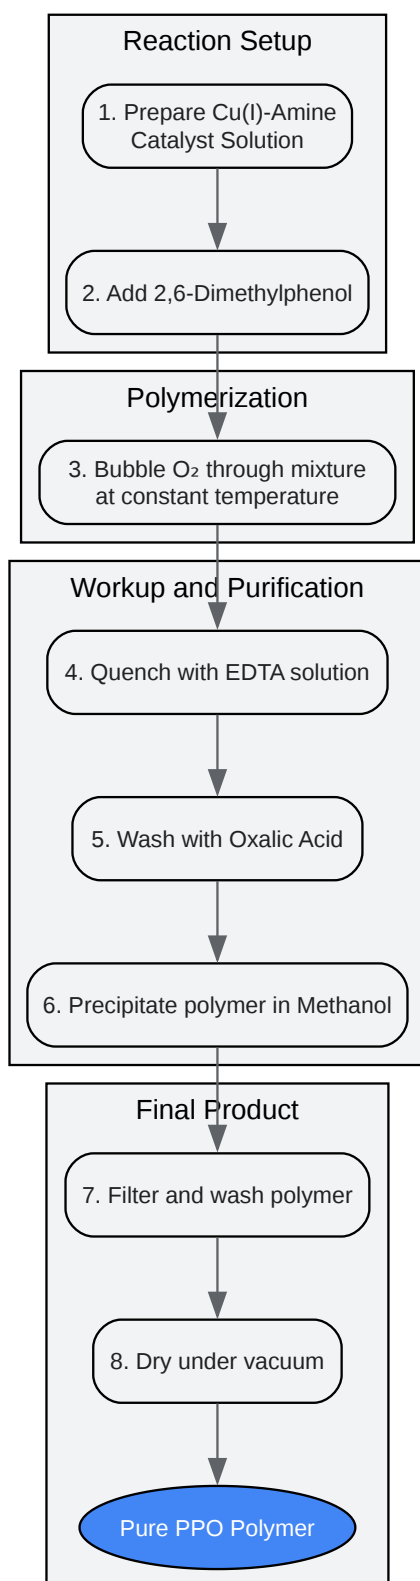 Reaction Setup
1. Prepare Cu(I)-Amine
Catalyst Solution
2. Add 2,6-Dimethylphenol
Polymerization
3. Bubble O₂ through mixture
at constant temperature
Workup and Purification
4. Quench with EDTA solution
5. Wash with Oxalic Acid
6. Precipitate polymer in Methanol
Final Product
7. Filter and wash polymer
8. Dry under vacuum
Pure PPO Polymer